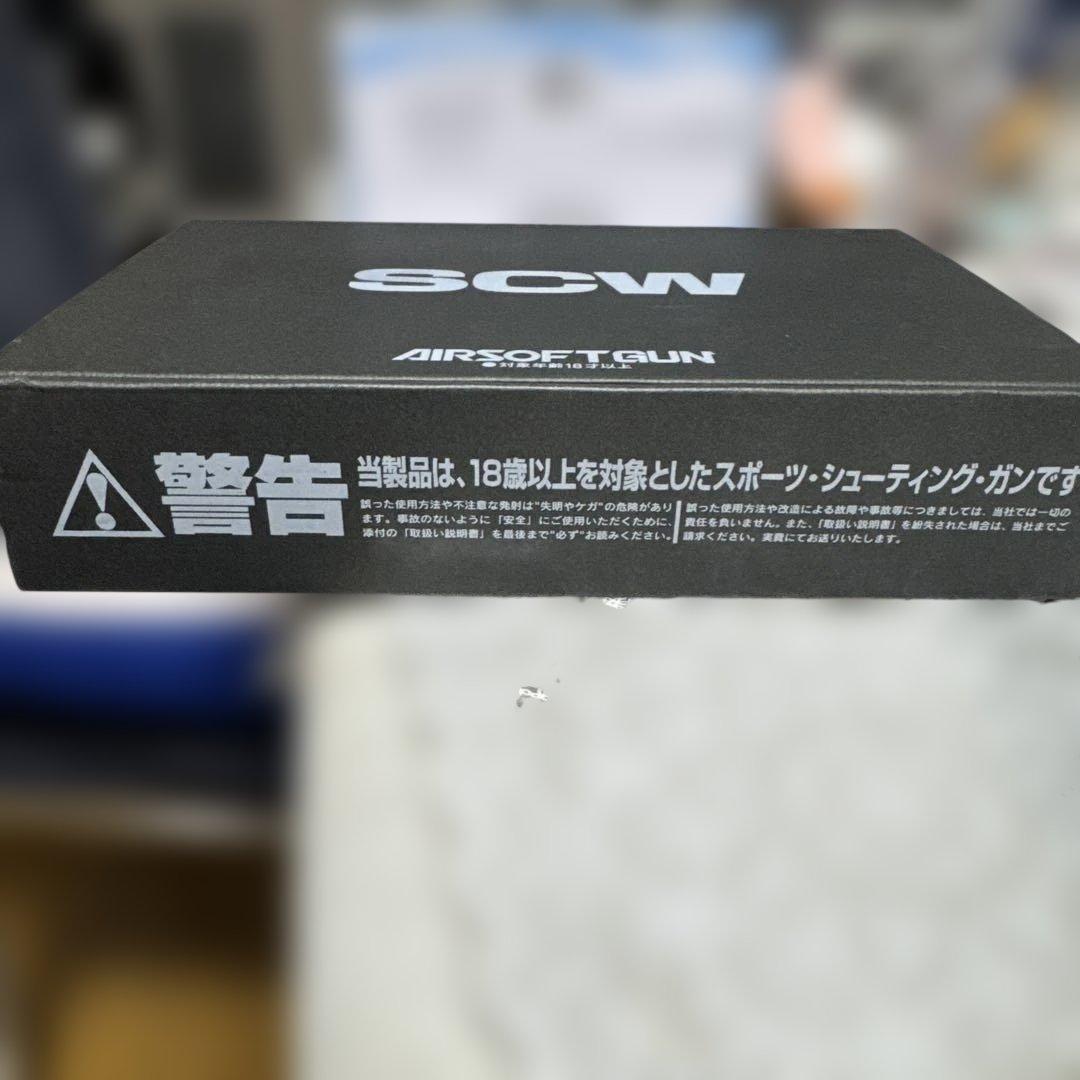 SCW
AIRSOFT GUN
●対象年齢18才以上
警告
当製品は、18歳以上を対象としたスポーツ・シューティング・ガンです
誤った使用方法や不注意な発射は"失明やケガ"の危険があり
ます。事故のないように「安全」にご使用いただくために、
添付の「取扱い説明書」を最後まで"必ず"お読みください。
誤った使用方法や改造による故障や事故等につきましては、当社では一切の
責任を負いません。また、「取扱い説明書」を紛失された場合は、当社までご
請求ください。実費にてお送りいたします。